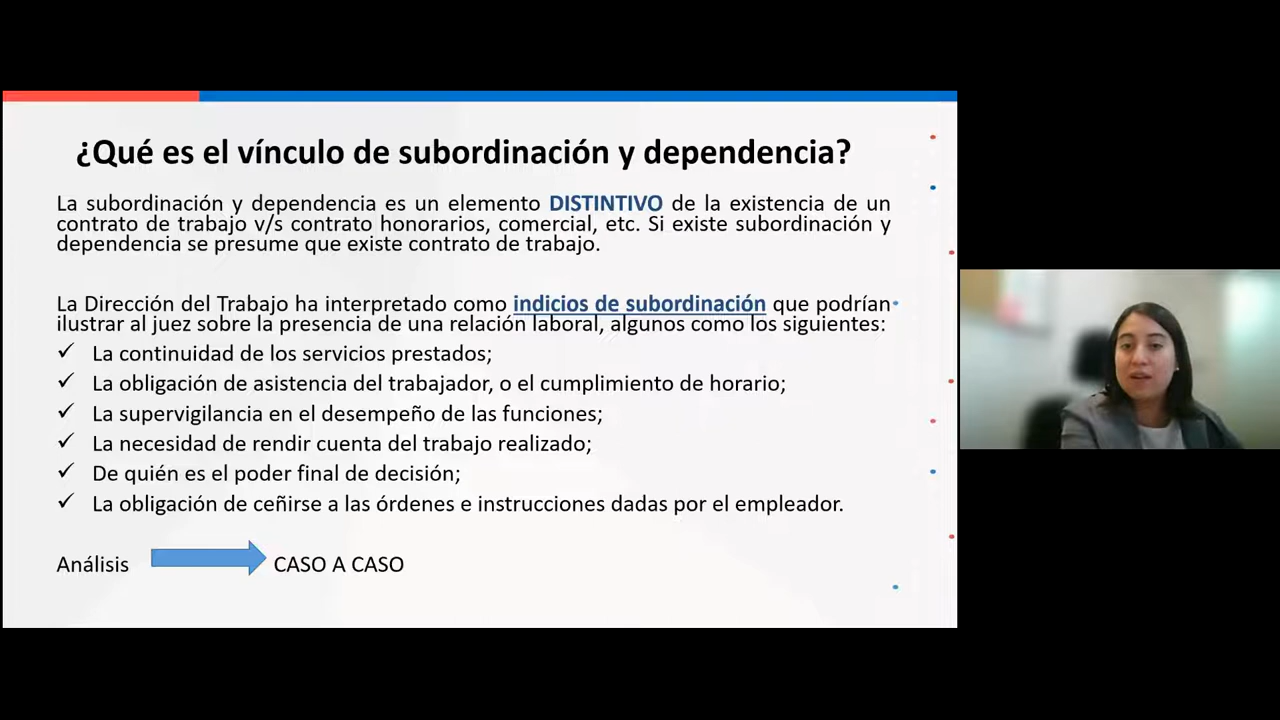 ¿Qué es el vínculo de subordinación y dependencia?
La subordinación y dependencia es un elemento DISTINTIVO de la existencia de un
contrato de trabajo v/s contrato honorarios, comercial, etc. Si existe subordinación y
dependencia se presume que existe contrato de trabajo.
La Dirección del Trabajo ha interpretado como indicios de subordinación que podrían
ilustrar al juez sobre la presencia de una relación laboral, algunos como los siguientes:
✓ La continuidad de los servicios prestados;
✓ La obligación de asistencia del trabajador, o el cumplimiento de horario;
✓ La supervigilancia en el desempeño de las funciones;
✓ La necesidad de rendir cuenta del trabajo realizado;
✓ De quién es el poder final de decisión;
✓ La obligación de ceñirse a las órdenes e instrucciones dadas por el empleador.
Análisis CASO A CASO